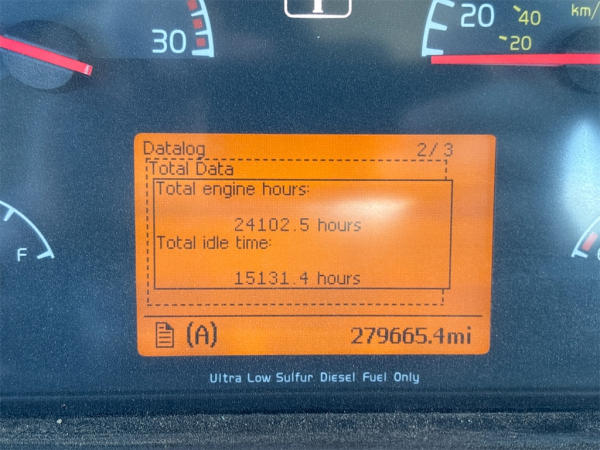 30
20
40
20
km/
Datalog 2/3
Total Data
Total engine hours:
24102.5 hours
Total idle time:
15131.4 hours
F
(A) 279665.4mi
Ultra Low Sulfur Diesel Fuel Only